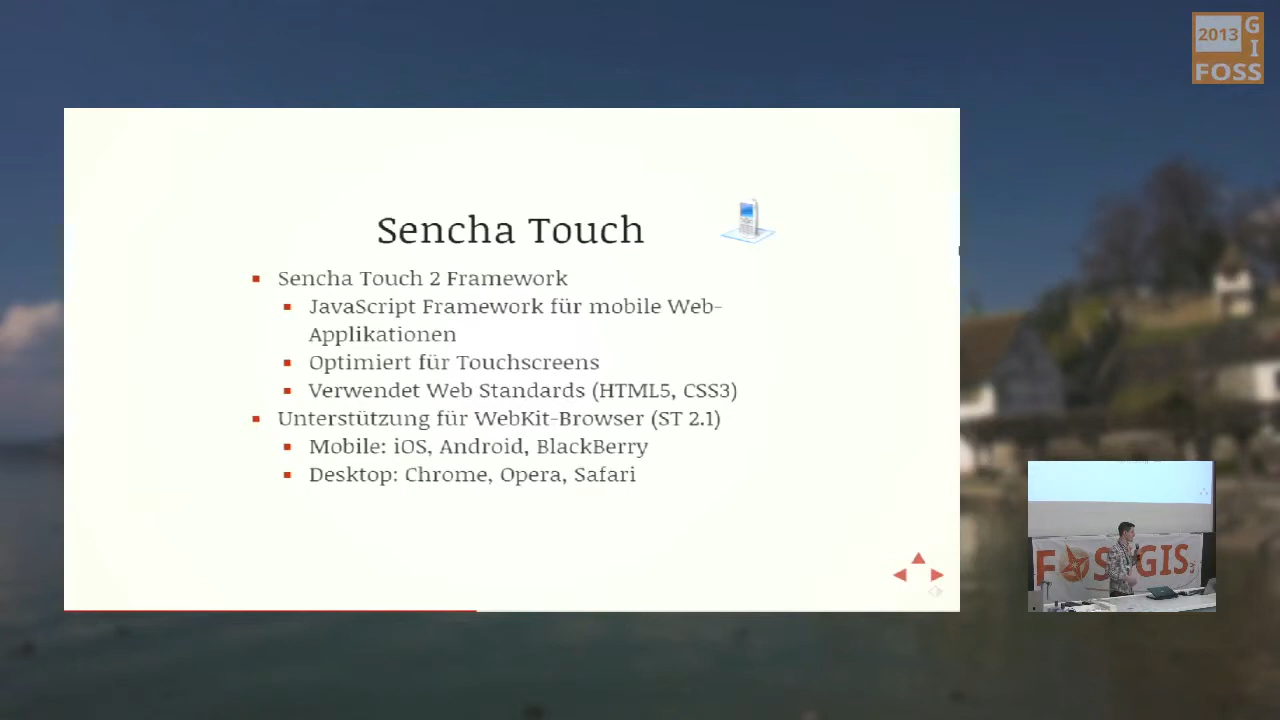 2013
G
I
FOSS
Sencha Touch
Sencha Touch 2 Framework
JavaScript Framework für mobile Web-
Applikationen
Optimiert für Touchscreens
Verwendet Web Standards (HTML5, CSS3)
Unterstützung für WebKit-Browser (ST 2.1)
Mobile: iOS, Android, BlackBerry
Desktop: Chrome, Opera, Safari
F S GIS